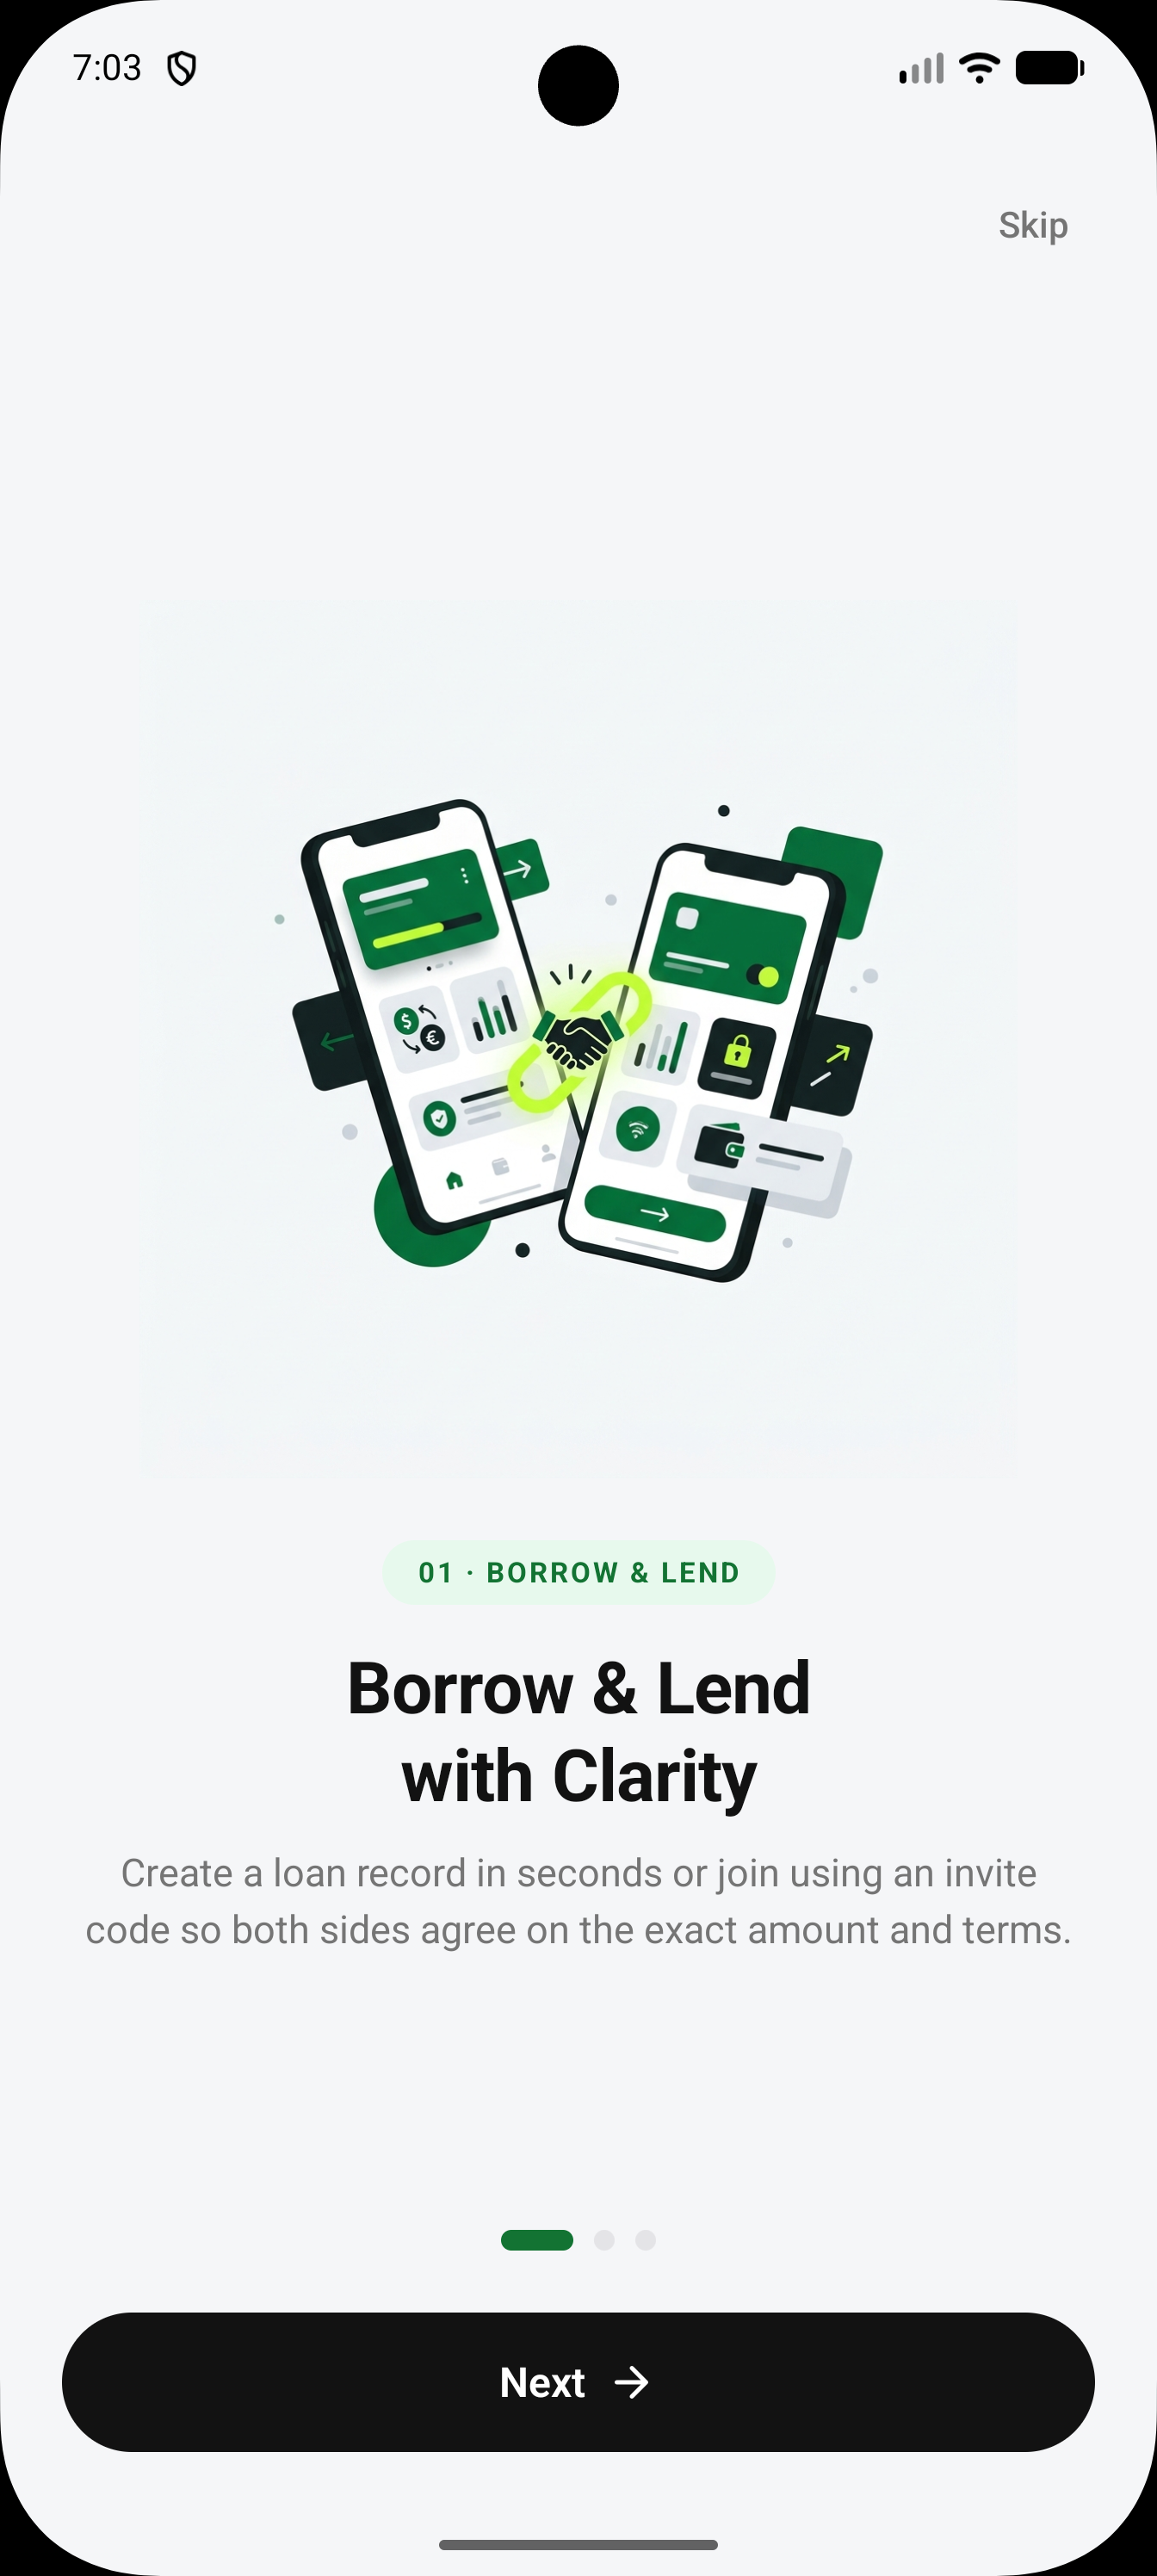 7:03
Skip
$
€
01 · BORROW & LEND
Borrow & Lend
with Clarity
Create a loan record in seconds or join using an invite
code so both sides agree on the exact amount and terms.
Next